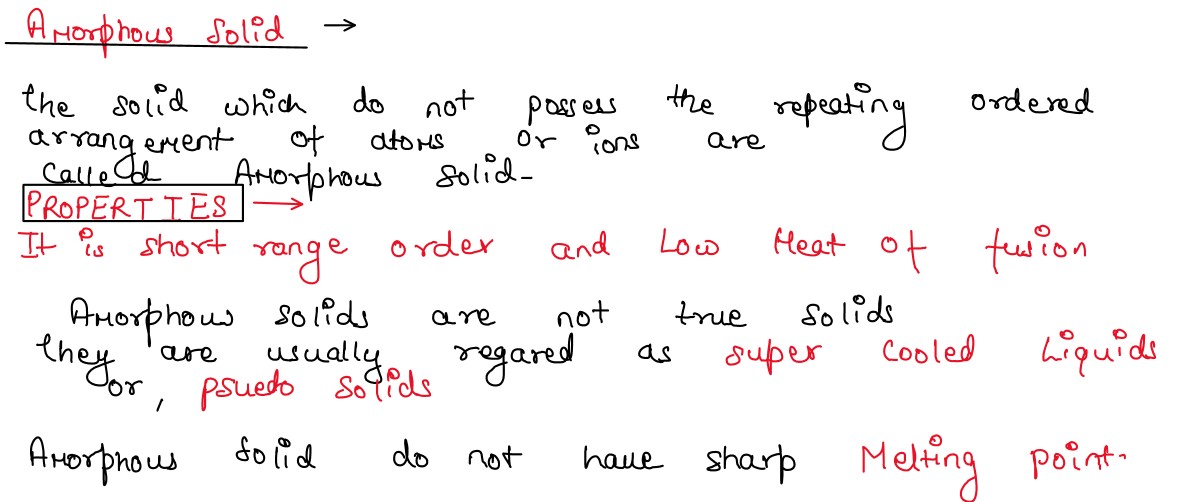 Amorphous Solid →
The solid which do not possess the repeating ordered
arrangement of atoms or ions are
called Amorphous Solid-
PROPERTIES →
It is short range order and Low Heat of fusion
Amorphous solids are not true solids
they are usually regared as super cooled Liquids
or, psuedo solids
Amorphous solid do not have sharp Melting point.